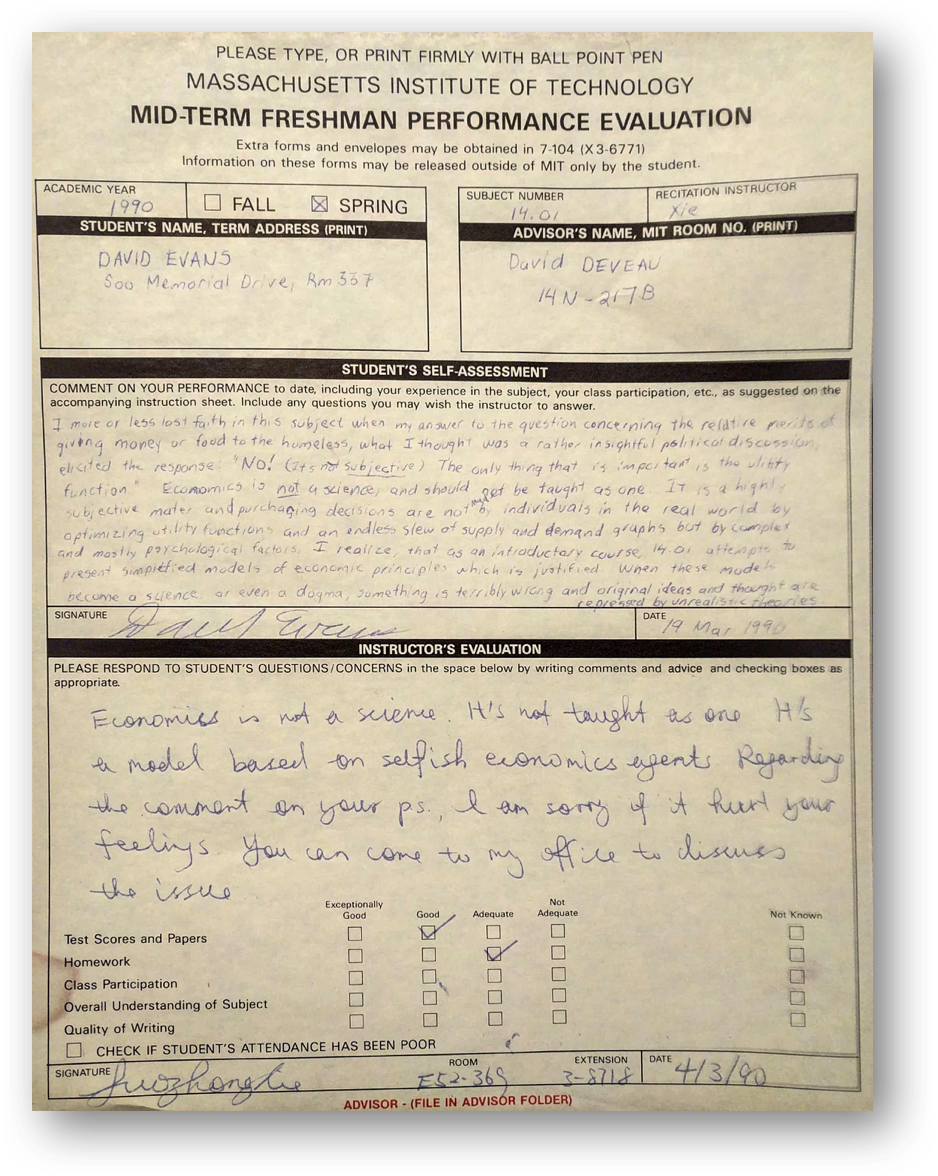 PLEASE TYPE, OR PRINT FIRMLY WITH BALL POINT PEN
MASSACHUSETTS INSTITUTE OF TECHNOLOGY
MID-TERM FRESHMAN PERFORMANCE EVALUATION
Extra forms and envelopes may be obtained in 7-104 (X3-6771)
Information on these forms may be released outside of MIT only by the student.
ACADEMIC YEAR
1990
FALL
SPRING
SUBJECT NUMBER
14.01
RECITATION INSTRUCTOR
Xie
STUDENT'S NAME, TERM ADDRESS (PRINT)
DAVID EVANS
500 Memorial Drive, Rm 337
ADVISOR'S NAME, MIT ROOM NO. (PRINT)
David DEVEAU
14N-217B
STUDENT'S SELF-ASSESSMENT
COMMENT ON YOUR PERFORMANCE to date, including your experience in the subject, your class participation, etc., as suggested on the
accompanying instruction sheet. Include any questions you may wish the instructor to answer.
I more or less lost faith in this subject when my answer to the question concerning the relative merits of
giving money or food to the homeless, what I thought was a rather insightful political discussion,
elicited the response: "NO! (Its not subjective) The only thing that is important is the utility
function" Economics is not a science, and should not be taught as one. It is a highly
subjective mater and purchasing decisions are not made by individuals in the real world by
optimizing utility functions and an endless slew of supply and demand graphs but by complex
and mostly psychological factors. I realize, that as an introductory course, 14.01 attempts to
present simplified models of economic principles which is justified. When these models
become a science, or even a dogma, something is terribly wrong and original ideas and thought are
repressed by unrealistic theories
SIGNATURE
David Evans
DATE
19 Mar 1990
INSTRUCTOR'S EVALUATION
PLEASE RESPOND TO STUDENT'S QUESTIONS/CONCERNS in the space below by writing comments and advice and checking boxes as
appropriate.
Economics is not a science. It's not taught as one It's
a model based on selfish economics agents. Regarding
the comment on your ps., I am sorry if it hurt your
feelings. You can come to my office to discuss
the issue
Exceptionally Good
Good
Adequate
Not Adequate
Not Known
Test Scores and Papers
Homework
Class Participation
Overall Understanding of Subject
Quality of Writing
CHECK IF STUDENT'S ATTENDANCE HAS BEEN POOR
SIGNATURE
ROOM
E52-369
EXTENSION
3-8718
DATE
4/3/90
ADVISOR - (FILE IN ADVISOR FOLDER)